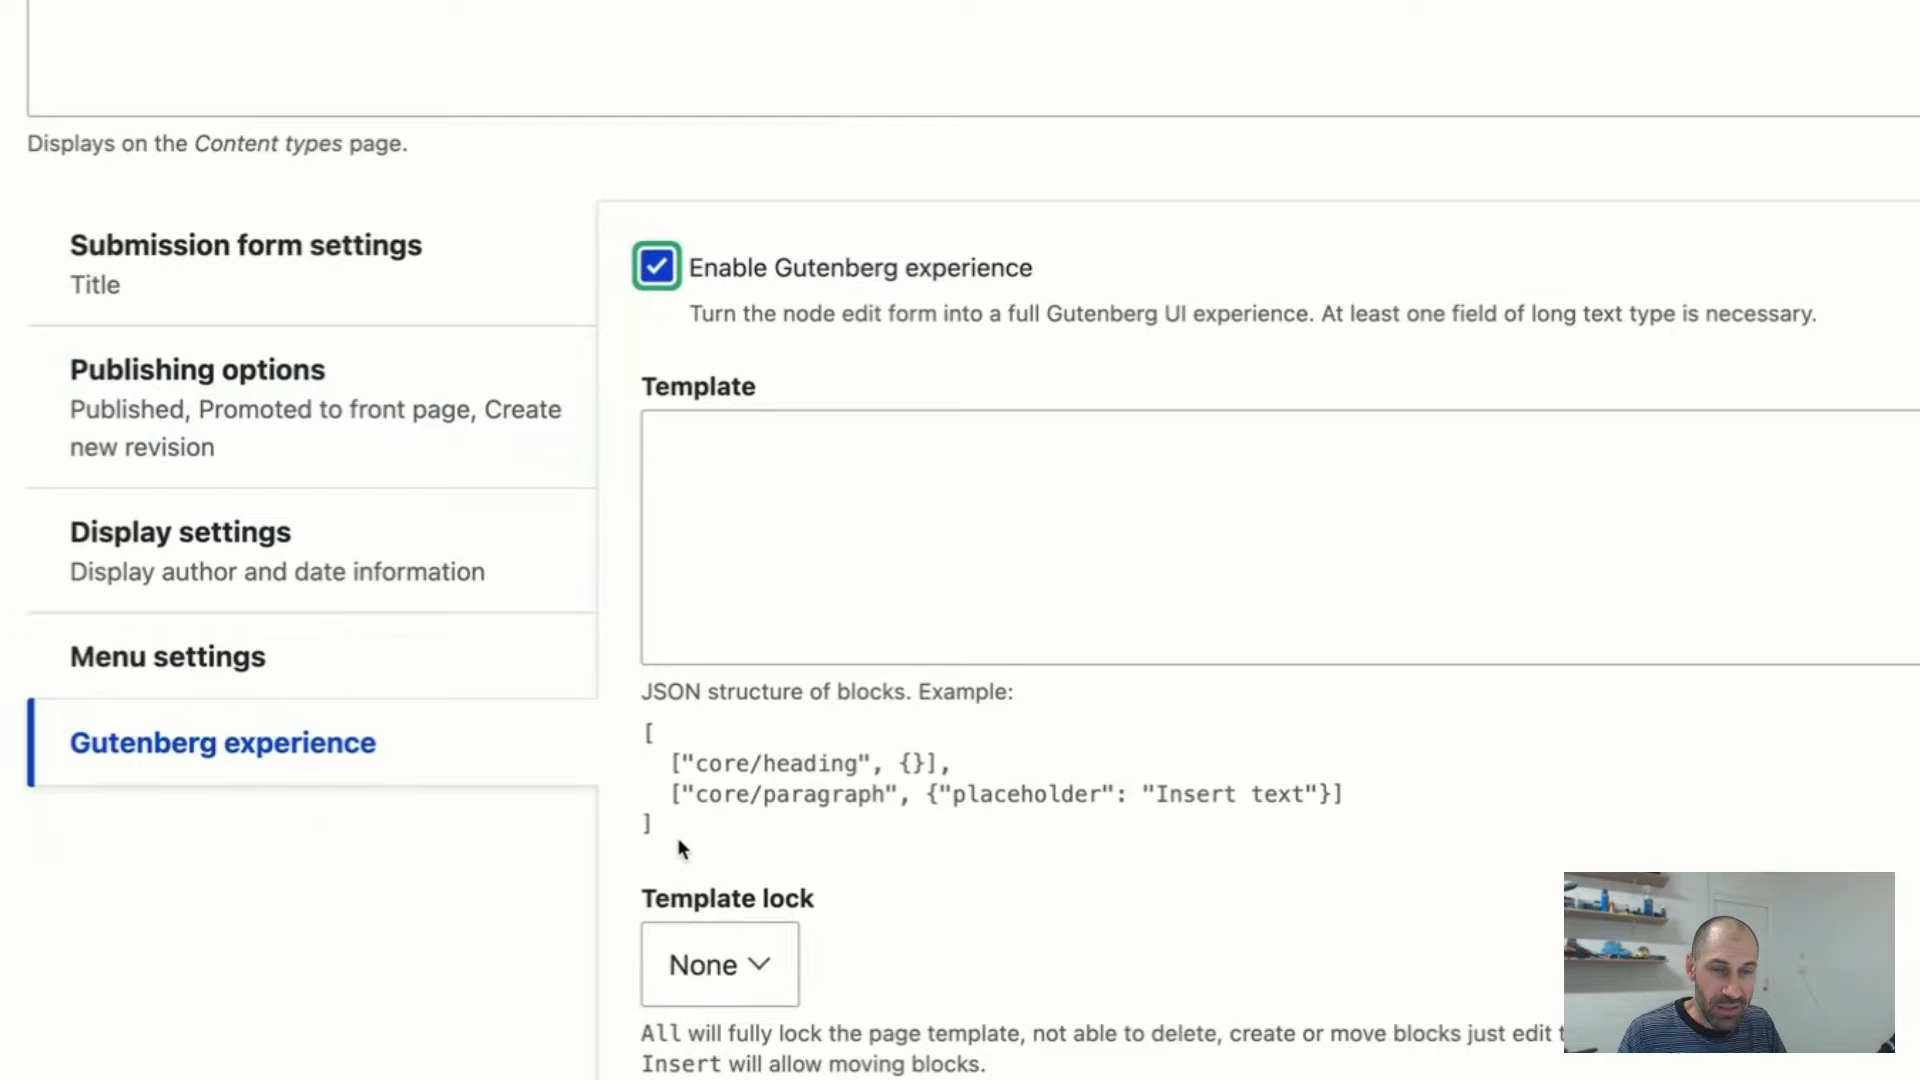 Displays on the Content types page.
Submission form settings
Title
Publishing options
Published, Promoted to front page, Create
new revision
Display settings
Display author and date information
Menu settings
Gutenberg experience
Enable Gutenberg experience
Turn the node edit form into a full Gutenberg UI experience. At least one field of long text type is necessary.
Template
JSON structure of blocks. Example:
[
["core/heading", {}],
["core/paragraph", {"placeholder": "Insert text"}]
]
Template lock
None
All will fully lock the page template, not able to delete, create or move blocks just edit
Insert will allow moving blocks.